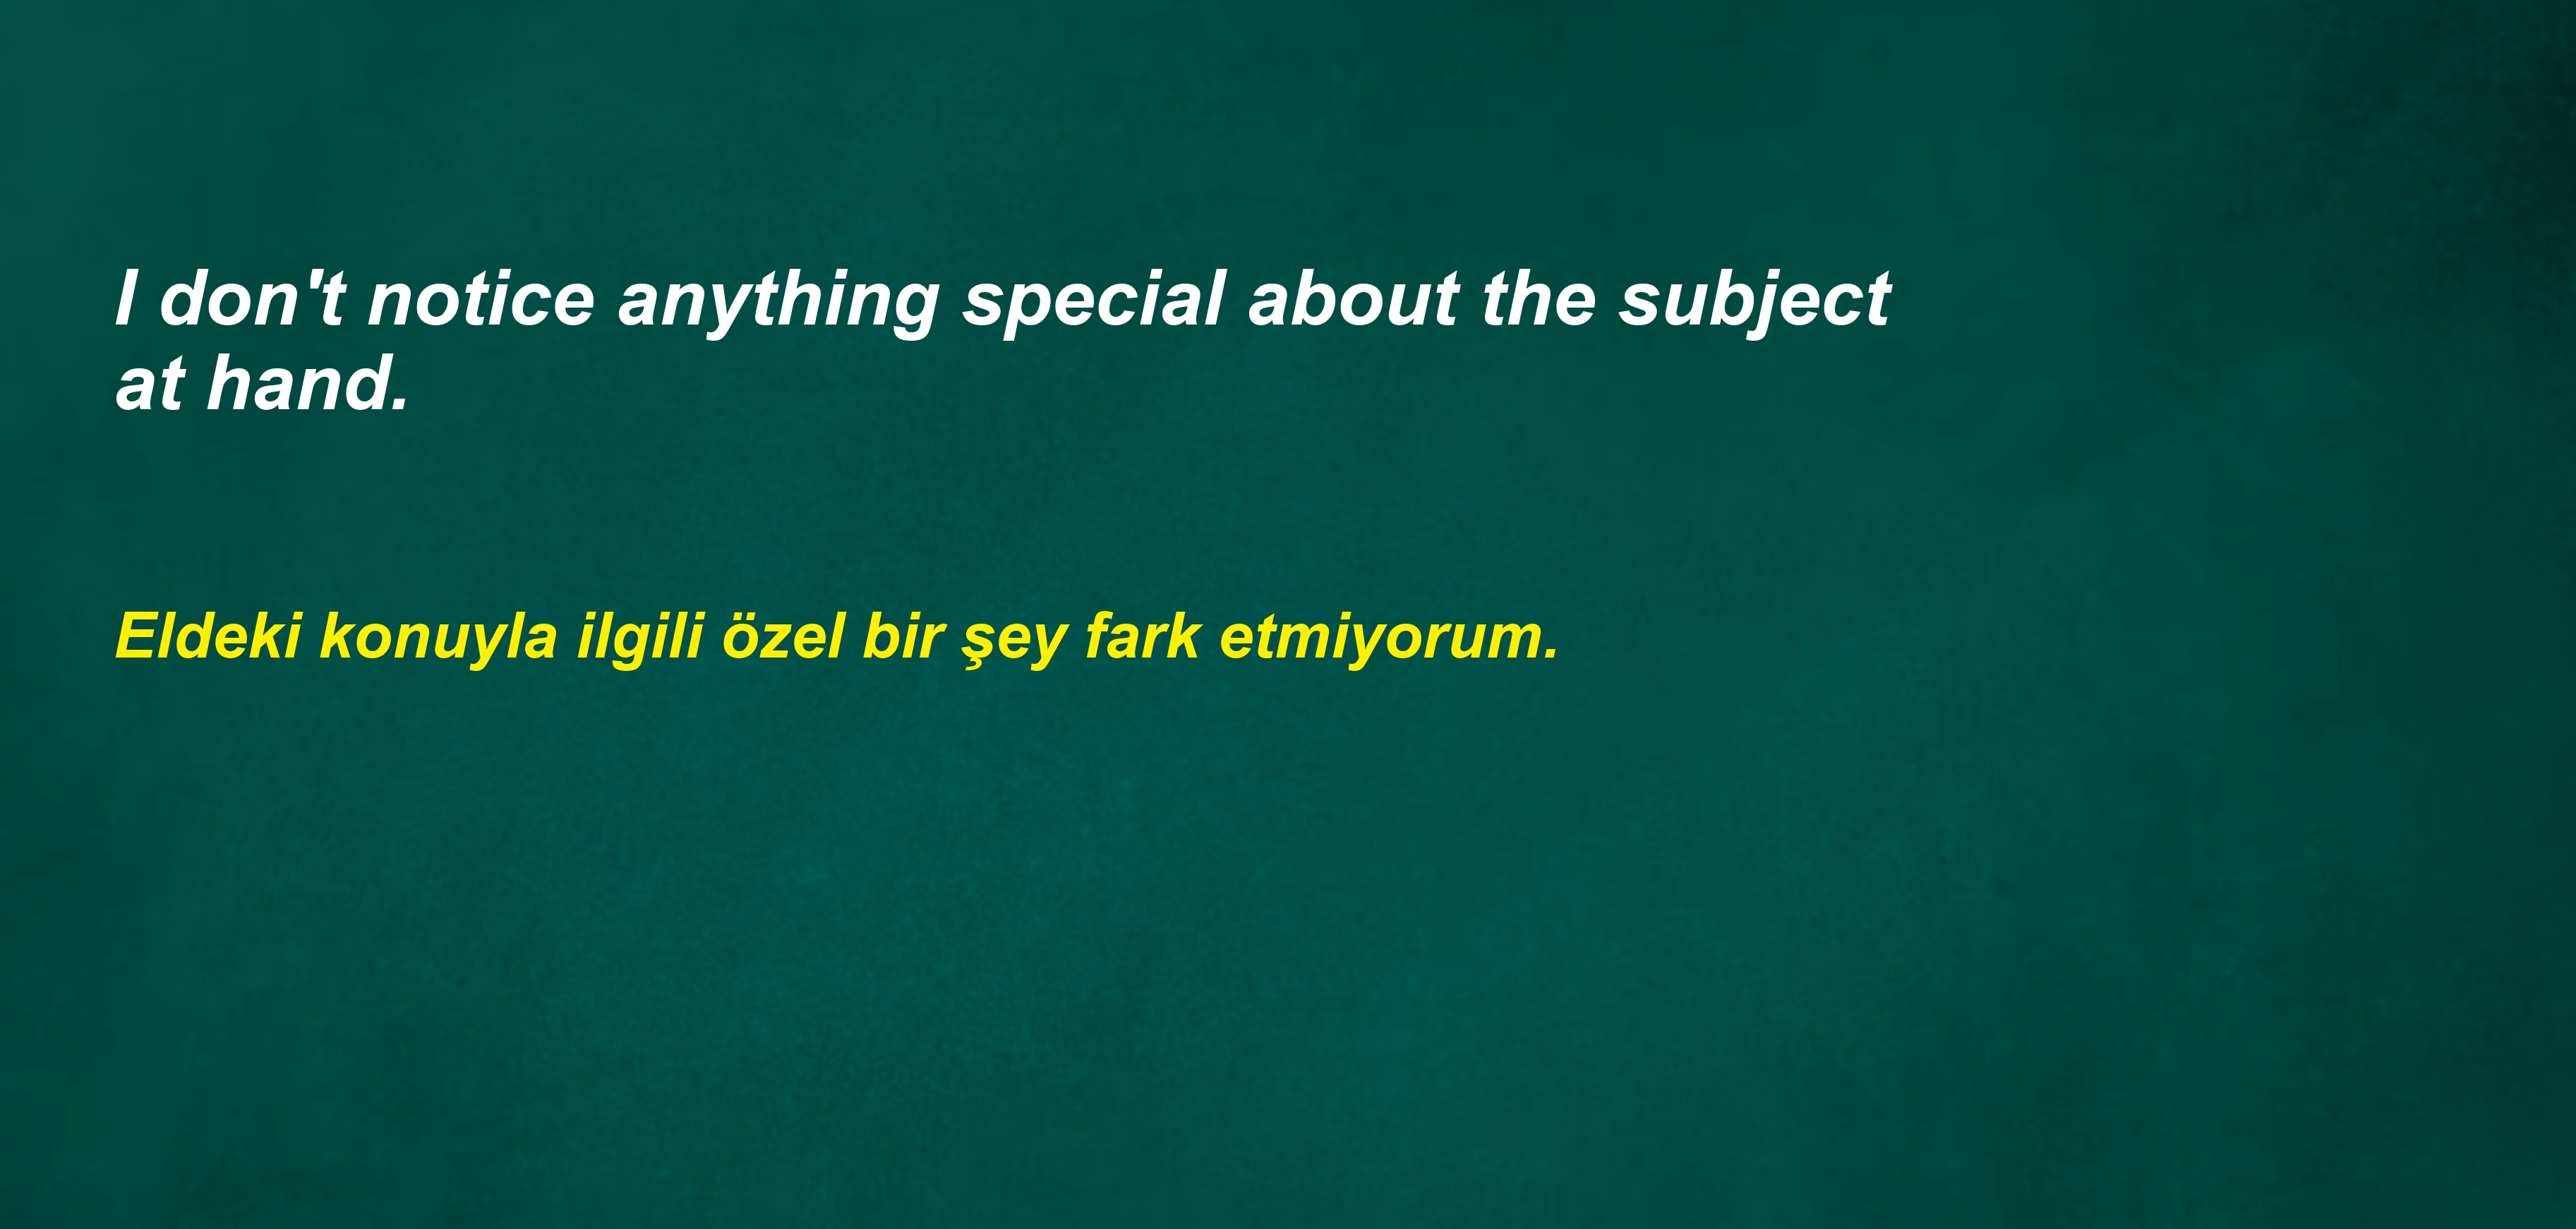 I don't notice anything special about the subject
at hand.
Eldeki konuyla ilgili özel bir şey fark etmiyorum.